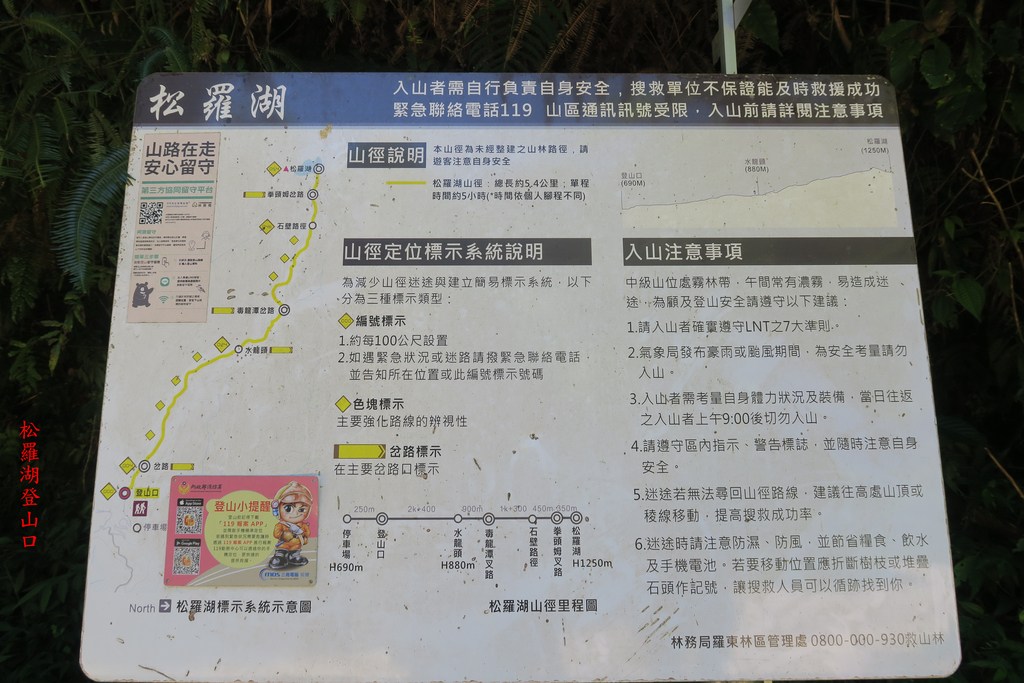 松羅湖
入山者需自行負責自身安全，搜救單位不保證能及時救援成功
緊急聯絡電話119 山區通訊訊號受限，入山前請詳閱注意事項
山路在走
安心留守
第三方協同留守平台
▲松羅湖
拳頭姆岔路
石壁路徑
毒龍潭岔路
水龍頭
岔路
登山口
停車場
登山小提醒
「119 報案 APP」
North
松羅湖標示系統示意圖
山徑說明
本山徑為未經整建之山林路徑，請
遊客注意自身安全
松羅湖山徑：總長約5.4公里；單程
時間約5小時(*時間依個人腳程不同)
登山口
(690M)
水龍頭
(880M)
松羅湖
(1250M)
山徑定位標示系統說明
為減少山徑迷途與建立簡易標示系統，以下
分為三種標示類型：
編號標示
1.約每100公尺設置
2.如遇緊急狀況或迷路請撥緊急聯絡電話，
並告知所在位置或此編號標示號碼
色塊標示
主要強化路線的辨視性
岔路標示
在主要岔路口標示
250m 2k+400
停車場
登山口
水龍頭
毒龍潭叉路
石壁路徑
拳頭姆叉路
松羅湖
H690m
H880m
H1250m
松羅湖山徑里程圖
入山注意事項
中級山位處霧林帶，午間常有濃霧，易造成迷
途，為顧及登山安全請遵守以下建議：
1.請入山者確實遵守LNT之7大準則。
2.氣象局發布豪雨或颱風期間，為安全考量請勿
入山。
3.入山者需考量自身體力狀況及裝備，當日往返
之入山者上午9:00後切勿入山。
4.請遵守區內指示、警告標誌，並隨時注意自身
安全。
5.迷途若無法尋回山徑路線，建議往高處山頂或
稜線移動，提高搜救成功率。
6.迷途時請注意防濕、防風，並節省糧食、飲水
及手機電池。若要移動位置應折斷樹枝或堆疊
石頭作記號，讓搜救人員可以循跡找到你。
林務局羅東林區管理處 0800-000-930救山林
松羅湖登山口